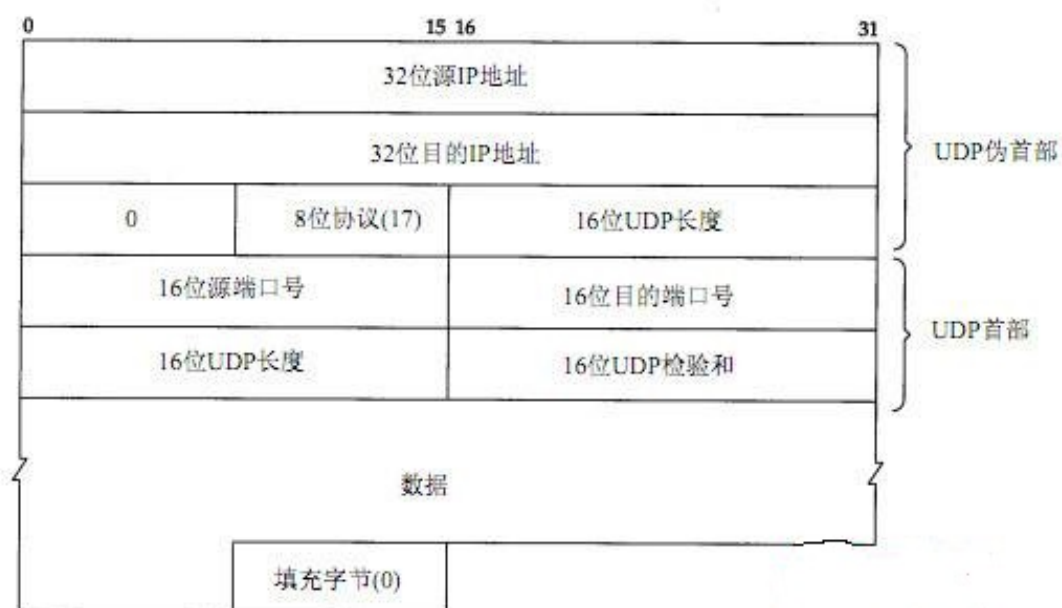 0 15 16 31
32位源IP地址
32位目的IP地址
UDP伪首部
0 8位协议(17) 16位UDP长度
16位源端口号 16位目的端口号
UDP首部
16位UDP长度 16位UDP检验和
数据
填充字节(0)